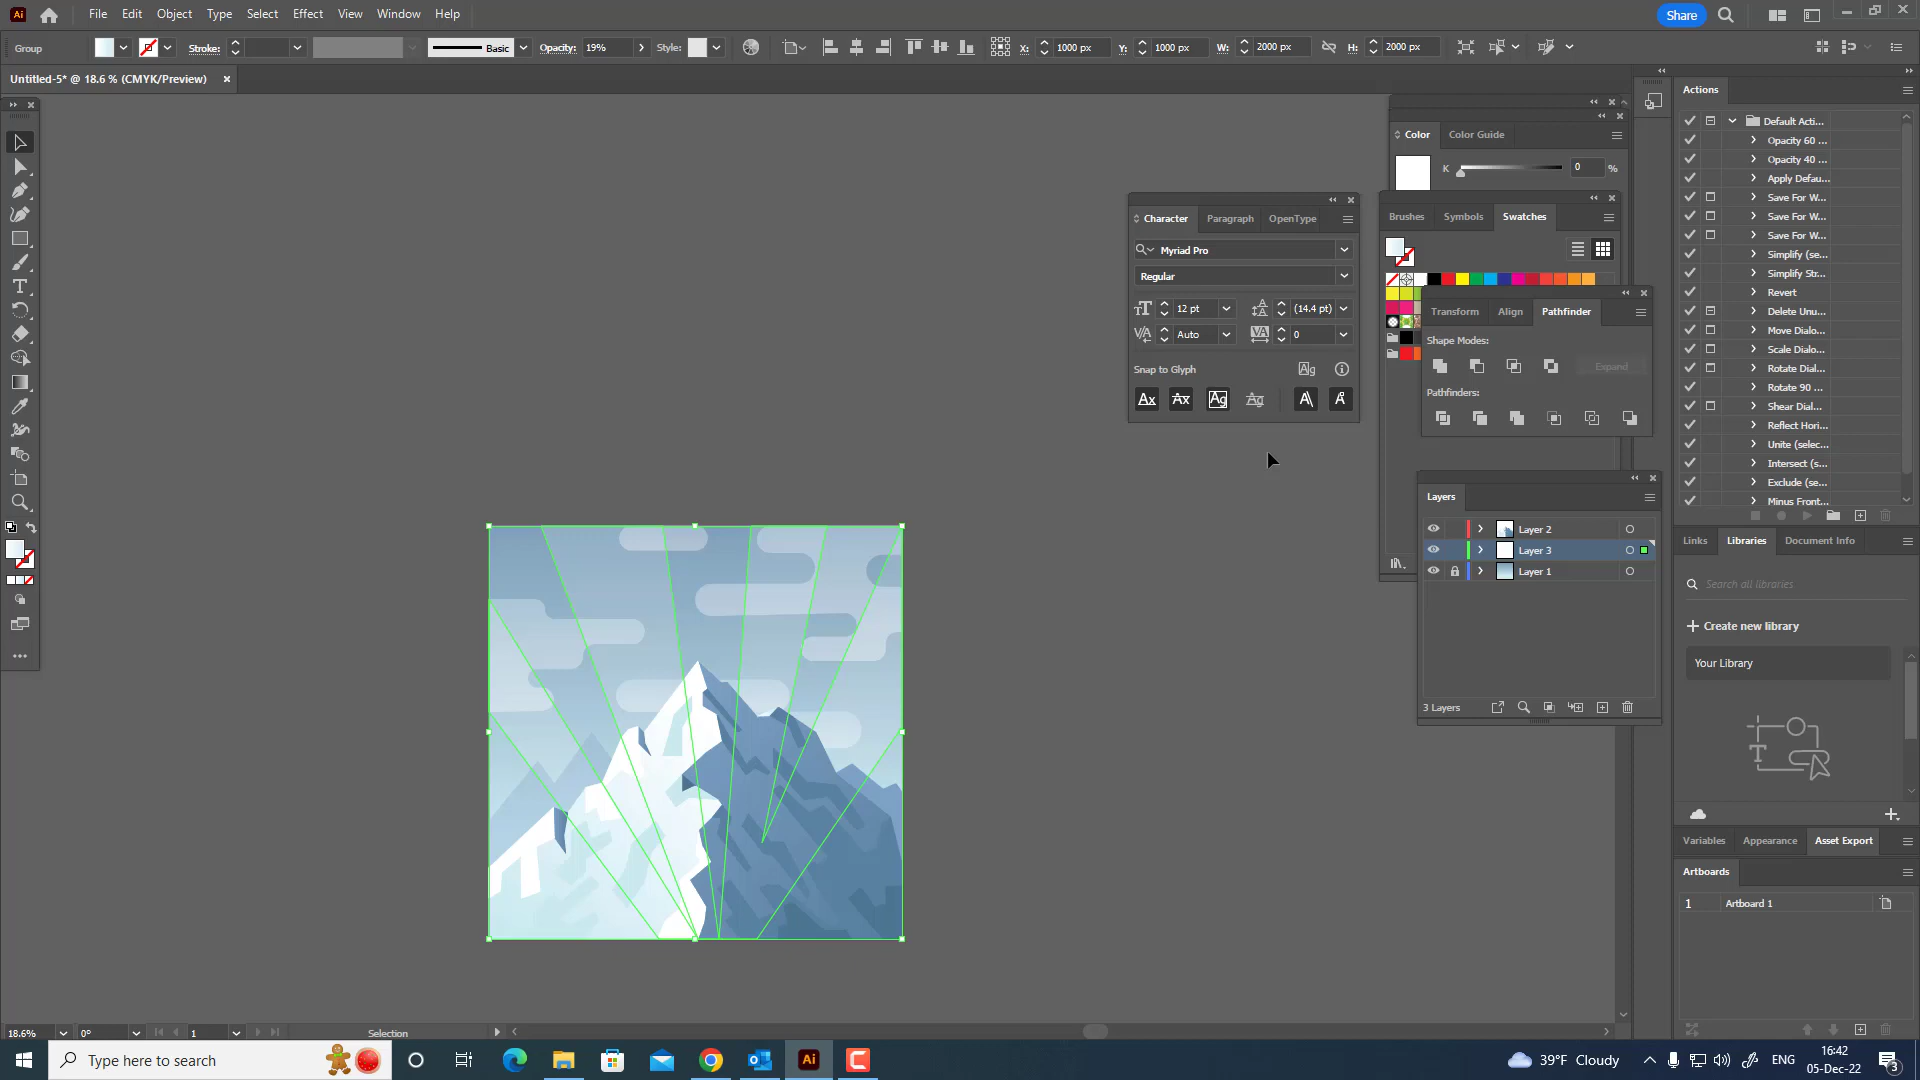 Ai File Edit Object Type Select Effect View Window Help Share
Group Stroke: Basic Opacity: 19% Style: X: 1000 px Y: 1000 px W: 2000 px H: 2000 px
Untitled-5* @ 18.6 % (CMYK/Preview)
Color Color Guide
K 0 %
Character Paragraph OpenType
Myriad Pro
Regular
12 pt (14.4 pt)
Auto 0
Snap to Glyph
Brushes Symbols Swatches
Transform Align Pathfinder
Shape Modes:
Expand
Pathfinders:
Layers
Layer 2
Layer 3
Layer 1
3 Layers
Actions
Default Acti...
Opacity 60 ...
Opacity 40 ...
Apply Defau...
Save For W...
Save For W...
Save For W...
Simplify (se...
Simplify Str...
Revert
Delete Unu...
Move Dialo...
Scale Dialo...
Rotate Dial...
Rotate 90 ...
Shear Dial...
Reflect Hori...
Unite (selec...
Intersect (s...
Exclude (se...
Minus Front...
Links Libraries Document Info
Search all libraries
Create new library
Your Library
Variables Appearance Asset Export
Artboards
1 Artboard 1
18.6% 0° 1 Selection
Type here to search
Ai
39°F Cloudy
ENG
16:42
05-Dec-22
3